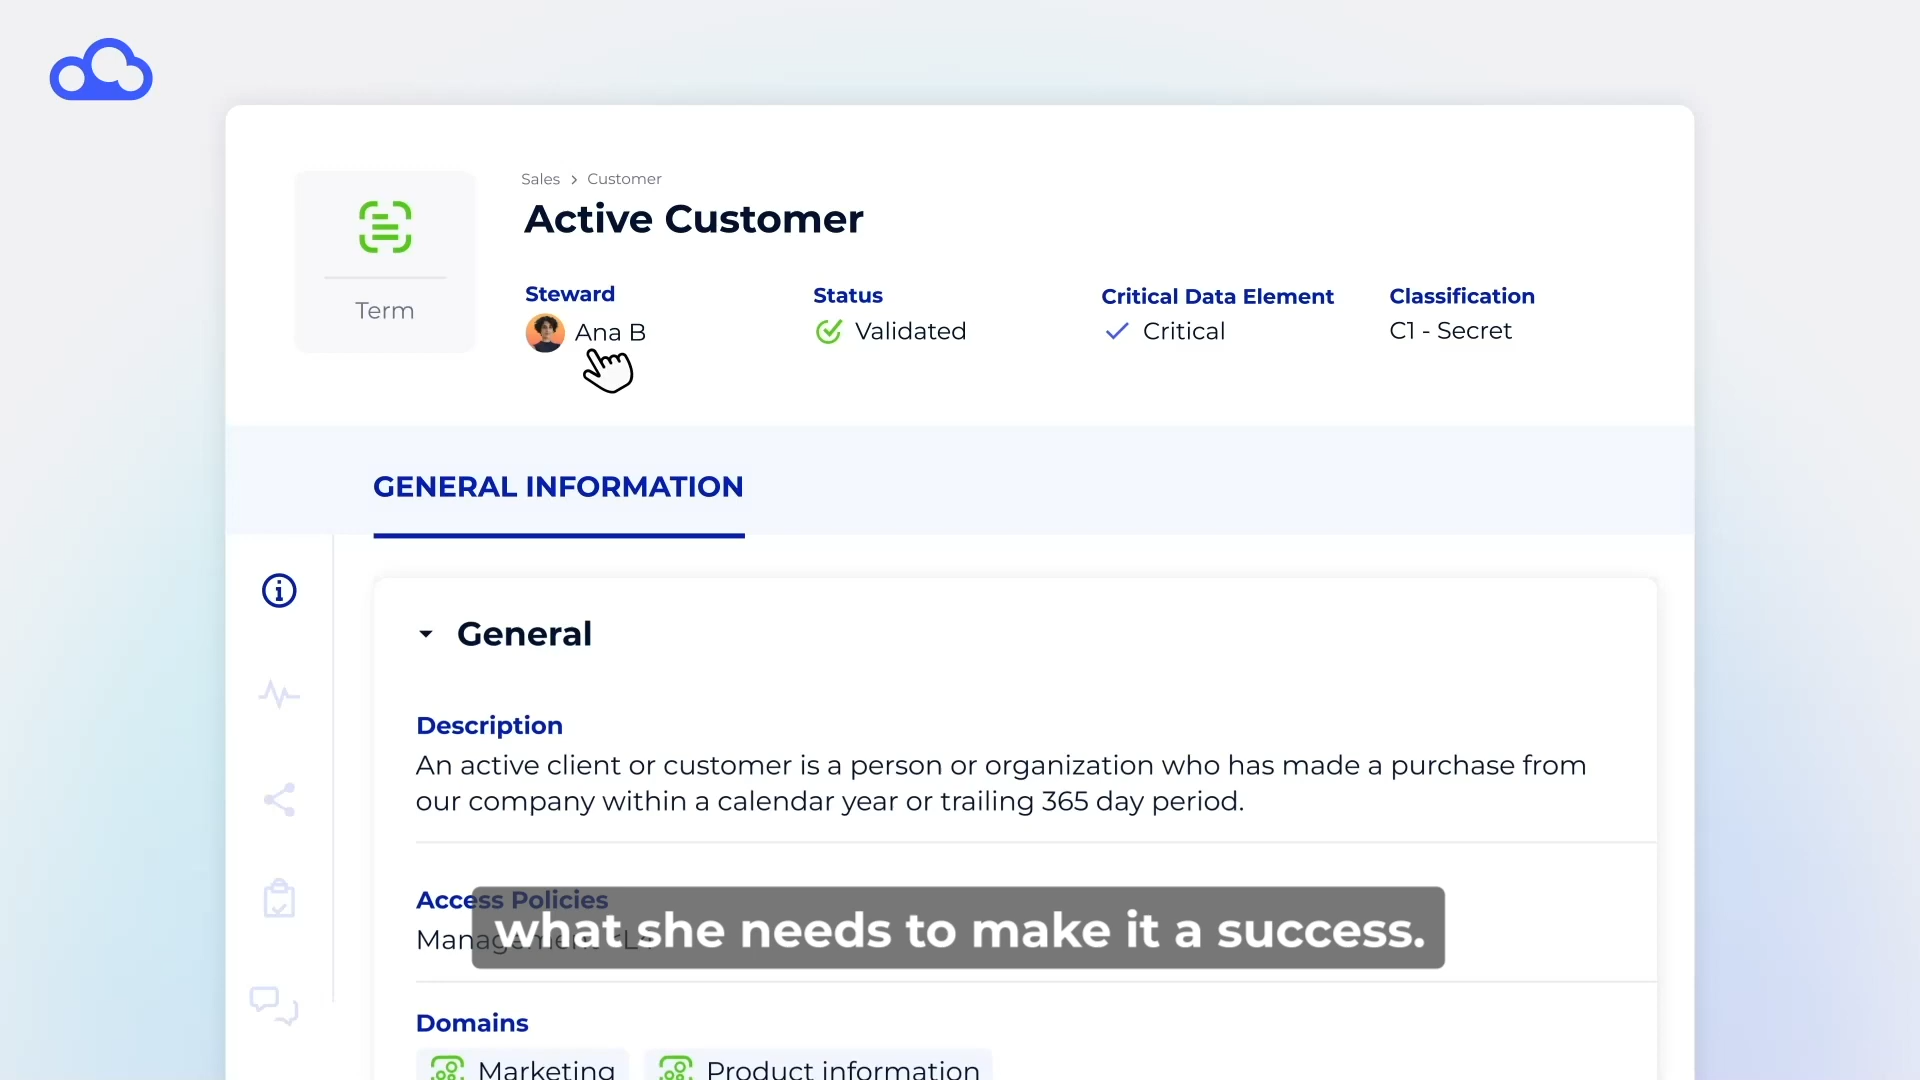 Sales > Customer
Active Customer
Term
Steward
Ana B
Status
Validated
Critical Data Element
Critical
Classification
C1 - Secret
GENERAL INFORMATION
General
Description
An active client or customer is a person or organization who has made a purchase from
our company within a calendar year or trailing 365 day period.
Access Policies
what she needs to make it a success.
Domains
Marketing
Product information